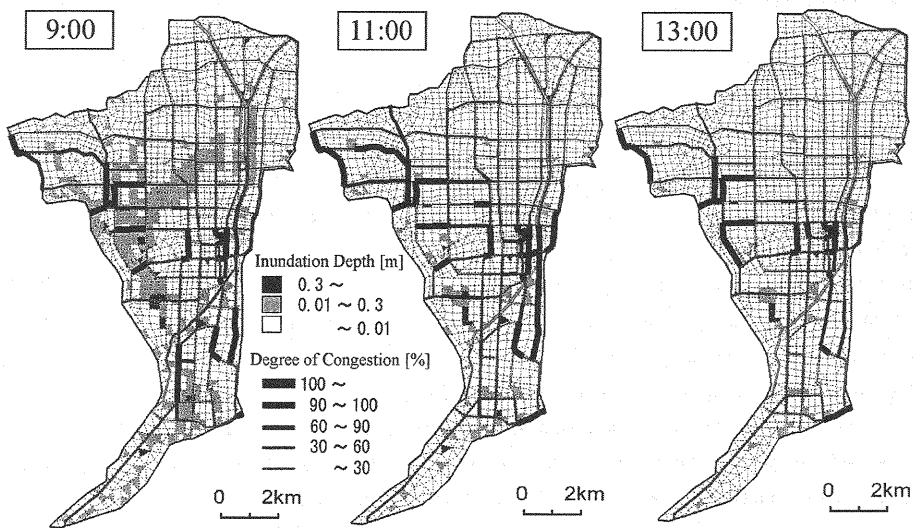 9:00
11:00
13:00
Inundation Depth [m]
0.3 ~
0.01 ~ 0.3
~ 0.01
Degree of Congestion [%]
100 ~
90 ~ 100
60 ~ 90
30 ~ 60
~ 30
0 2km
0 2km
0 2km